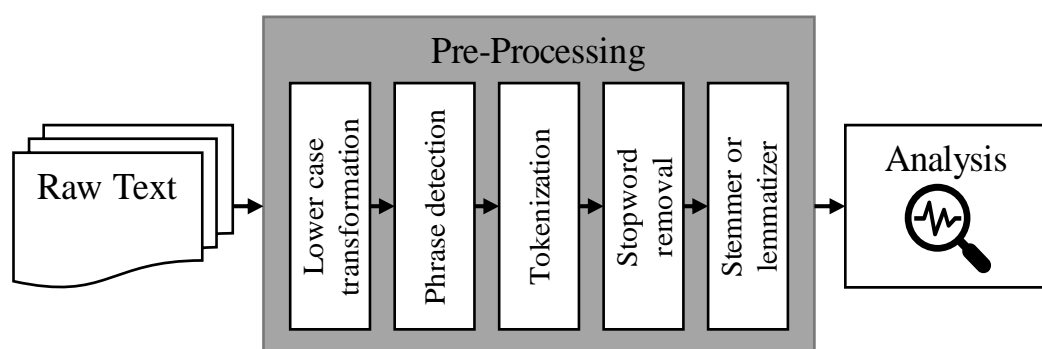 Pre-Processing
Raw Text
Lower case
transformation
Phrase detection
Tokenization
Stopword
removal
Stemmer or
lemmatizer
Analysis